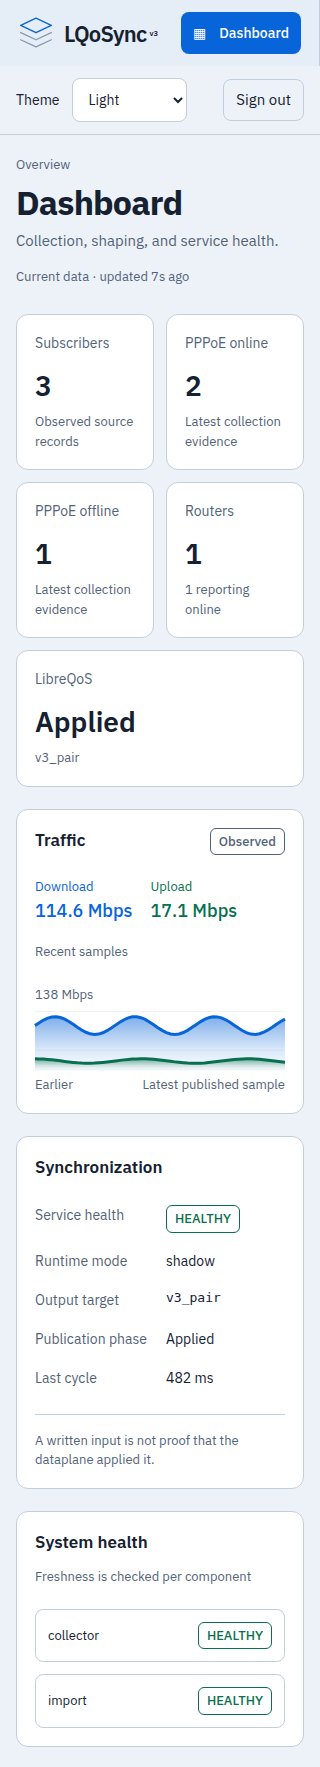 LQoSync v3
Dashboard
Theme
Light
Sign out
Overview
Dashboard
Collection, shaping, and service health.
Current data · updated 7s ago
Subscribers
3
Observed source
records
PPPoE online
2
Latest collection
evidence
PPPoE offline
1
Latest collection
evidence
Routers
1
1 reporting
online
LibreQoS
Applied
v3_pair
Traffic
Observed
Download
114.6 Mbps
Upload
17.1 Mbps
Recent samples
138 Mbps
Earlier
Latest published sample
Synchronization
Service health
HEALTHY
Runtime mode
shadow
Output target
v3_pair
Publication phase
Applied
Last cycle
482 ms
A written input is not proof that the
dataplane applied it.
System health
Freshness is checked per component
collector
HEALTHY
import
HEALTHY